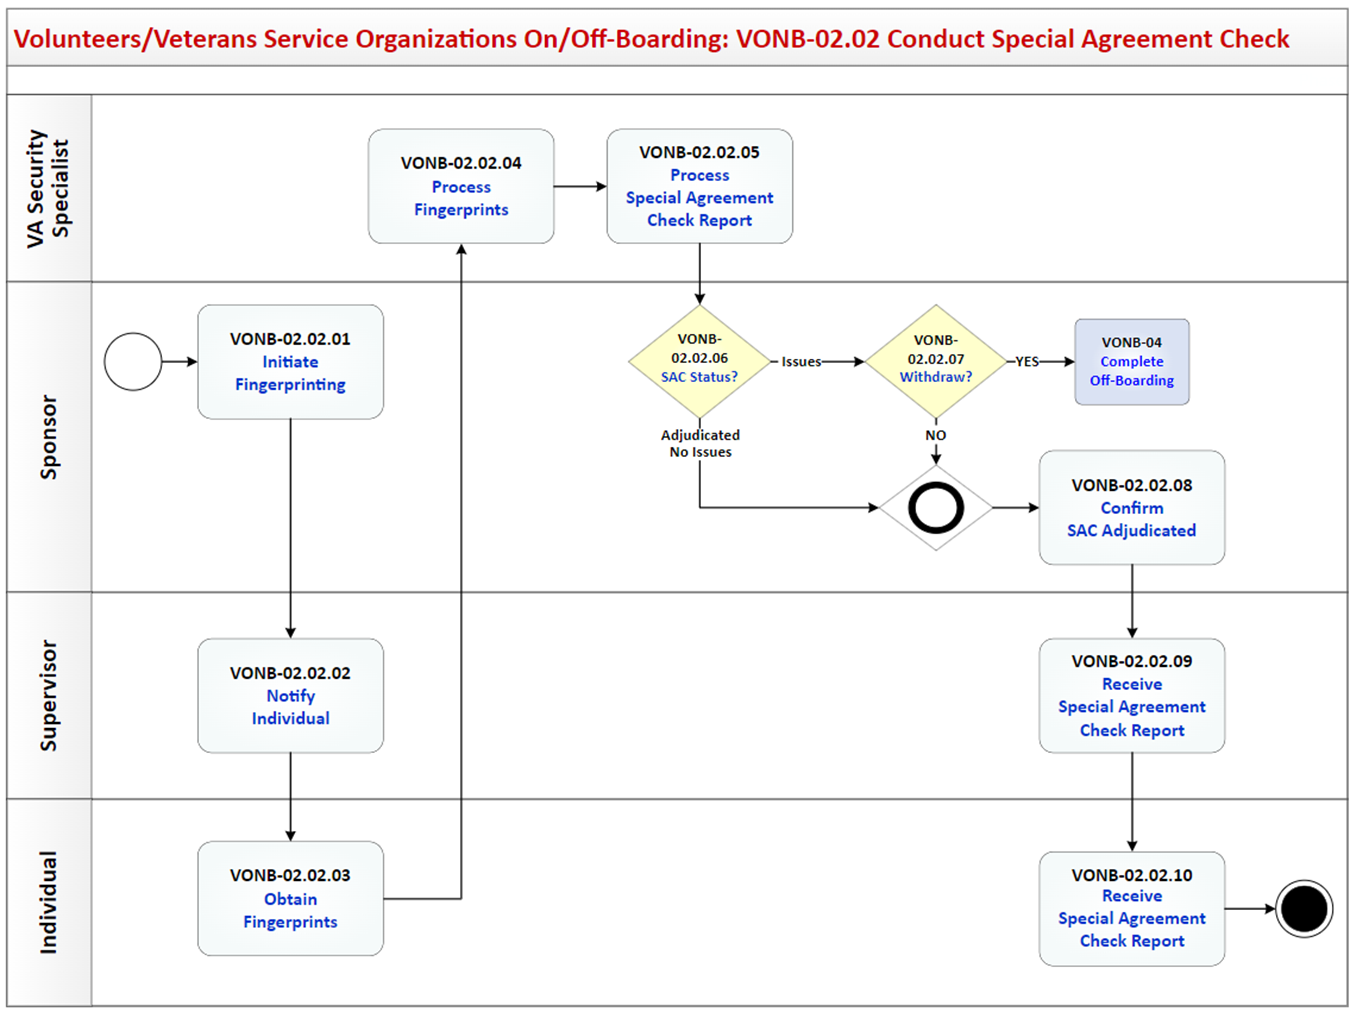 Volunteers/Veterans Service Organizations On/Off-Boarding: VONB-02.02 Conduct Special Agreement Check
VA Security
Specialist
VONB-02.02.04
Process
Fingerprints
VONB-02.02.05
Process
Special Agreement
Check Report
Sponsor
VONB-02.02.01
Initiate
Fingerprinting
VONB-
02.02.06
SAC Status?
Issues
VONB-
02.02.07
Withdraw?
YES
VONB-04
Complete
Off-Boarding
Adjudicated
No Issues
NO
VONB-02.02.08
Confirm
SAC Adjudicated
Supervisor
VONB-02.02.02
Notify
Individual
VONB-02.02.09
Receive
Special Agreement
Check Report
Individual
VONB-02.02.03
Obtain
Fingerprints
VONB-02.02.10
Receive
Special Agreement
Check Report